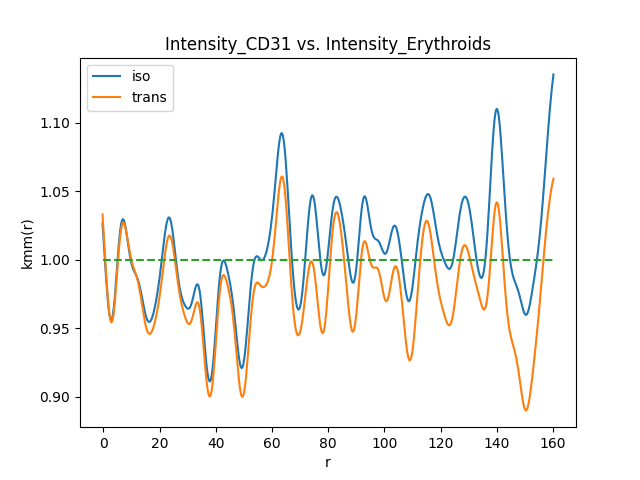 Intensity_CD31 vs. Intensity_Erythroids
iso
trans
1.10
1.05
1.00
0.95
0.90
kmm(r)
0 20 40 60 80 100 120 140 160
r